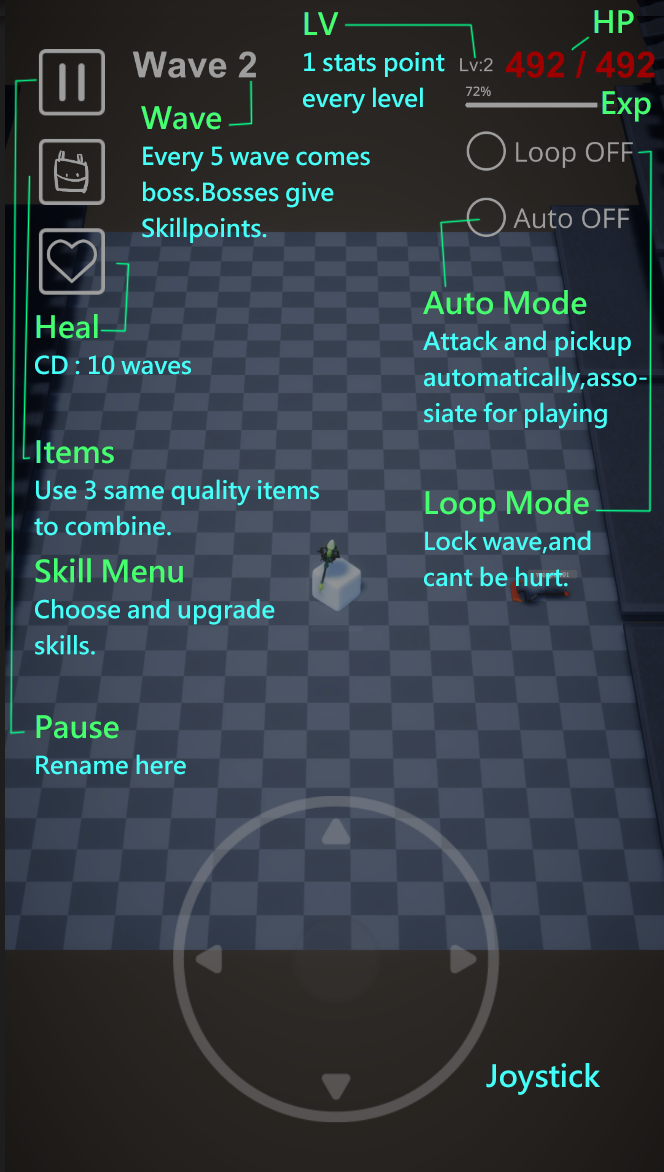 LV
HP
Wave 2
1 stats point
every level
Lv:2
492 / 492
72%
Exp
Wave
Every 5 wave comes
boss.Bosses give
Skillpoints.
Loop OFF
Auto OFF
Heal
CD : 10 waves
Auto Mode
Attack and pickup
automatically,asso-
siate for playing
Items
Use 3 same quality items
to combine.
Loop Mode
Lock wave,and
cant be hurt.
Skill Menu
Choose and upgrade
skills.
Pause
Rename here
Joystick